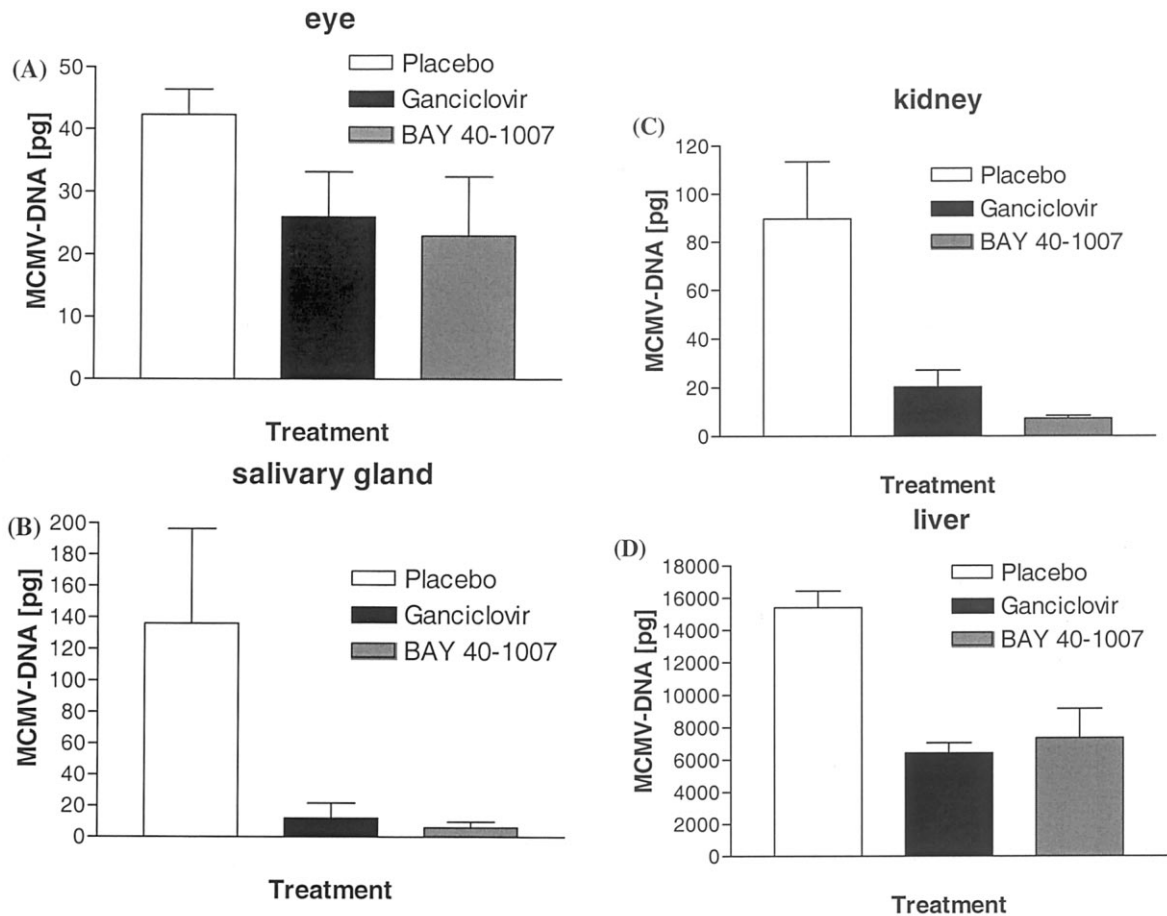 eye
(A)
MCMV-DNA [pg]
50
40
30
20
10
0
Placebo
Ganciclovir
BAY 40-1007
Treatment
salivary gland
(B)
MCMV-DNA [pg]
200
180
160
140
120
100
80
60
40
20
0
Placebo
Ganciclovir
BAY 40-1007
Treatment
kidney
(C)
MCMV-DNA [pg]
120
100
80
60
40
20
0
Placebo
Ganciclovir
BAY 40-1007
Treatment
liver
(D)
MCMV-DNA [pg]
18000
16000
14000
12000
10000
8000
6000
4000
2000
0
Placebo
Ganciclovir
BAY 40-1007
Treatment